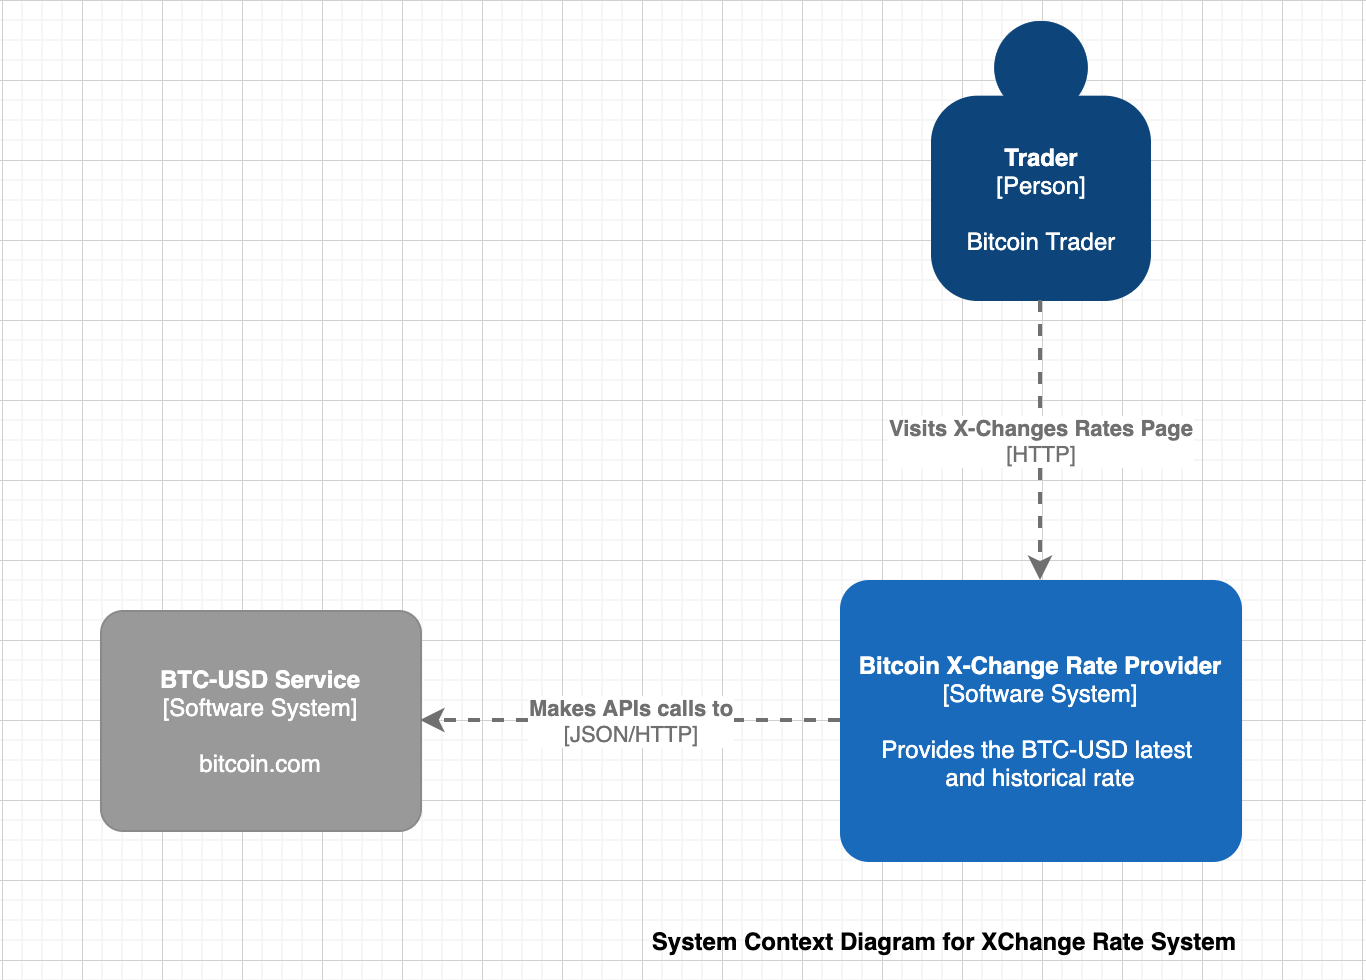 Trader
[Person]
Bitcoin Trader
Visits X-Changes Rates Page
[HTTP]
BTC-USD Service
[Software System]
bitcoin.com
Makes APIs calls to
[JSON/HTTP]
Bitcoin X-Change Rate Provider
[Software System]
Provides the BTC-USD latest
and historical rate
System Context Diagram for XChange Rate System